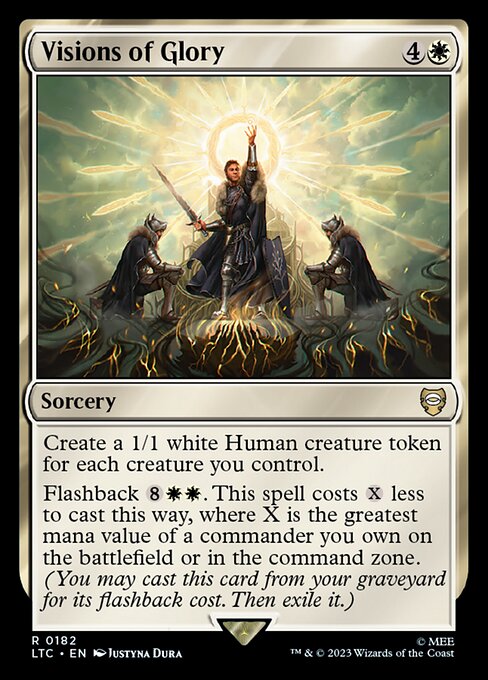 Visions of Glory 4
Sorcery
Create a 1/1 white Human creature token
for each creature you control.
Flashback 8. This spell costs X less
to cast this way, where X is the greatest
mana value of a commander you own on
the battlefield or in the command zone.
(You may cast this card from your graveyard
for its flashback cost. Then exile it.)
R 0182 © MEE
LTC • EN Justyna Dura ™ & © 2023 Wizards of the Coast